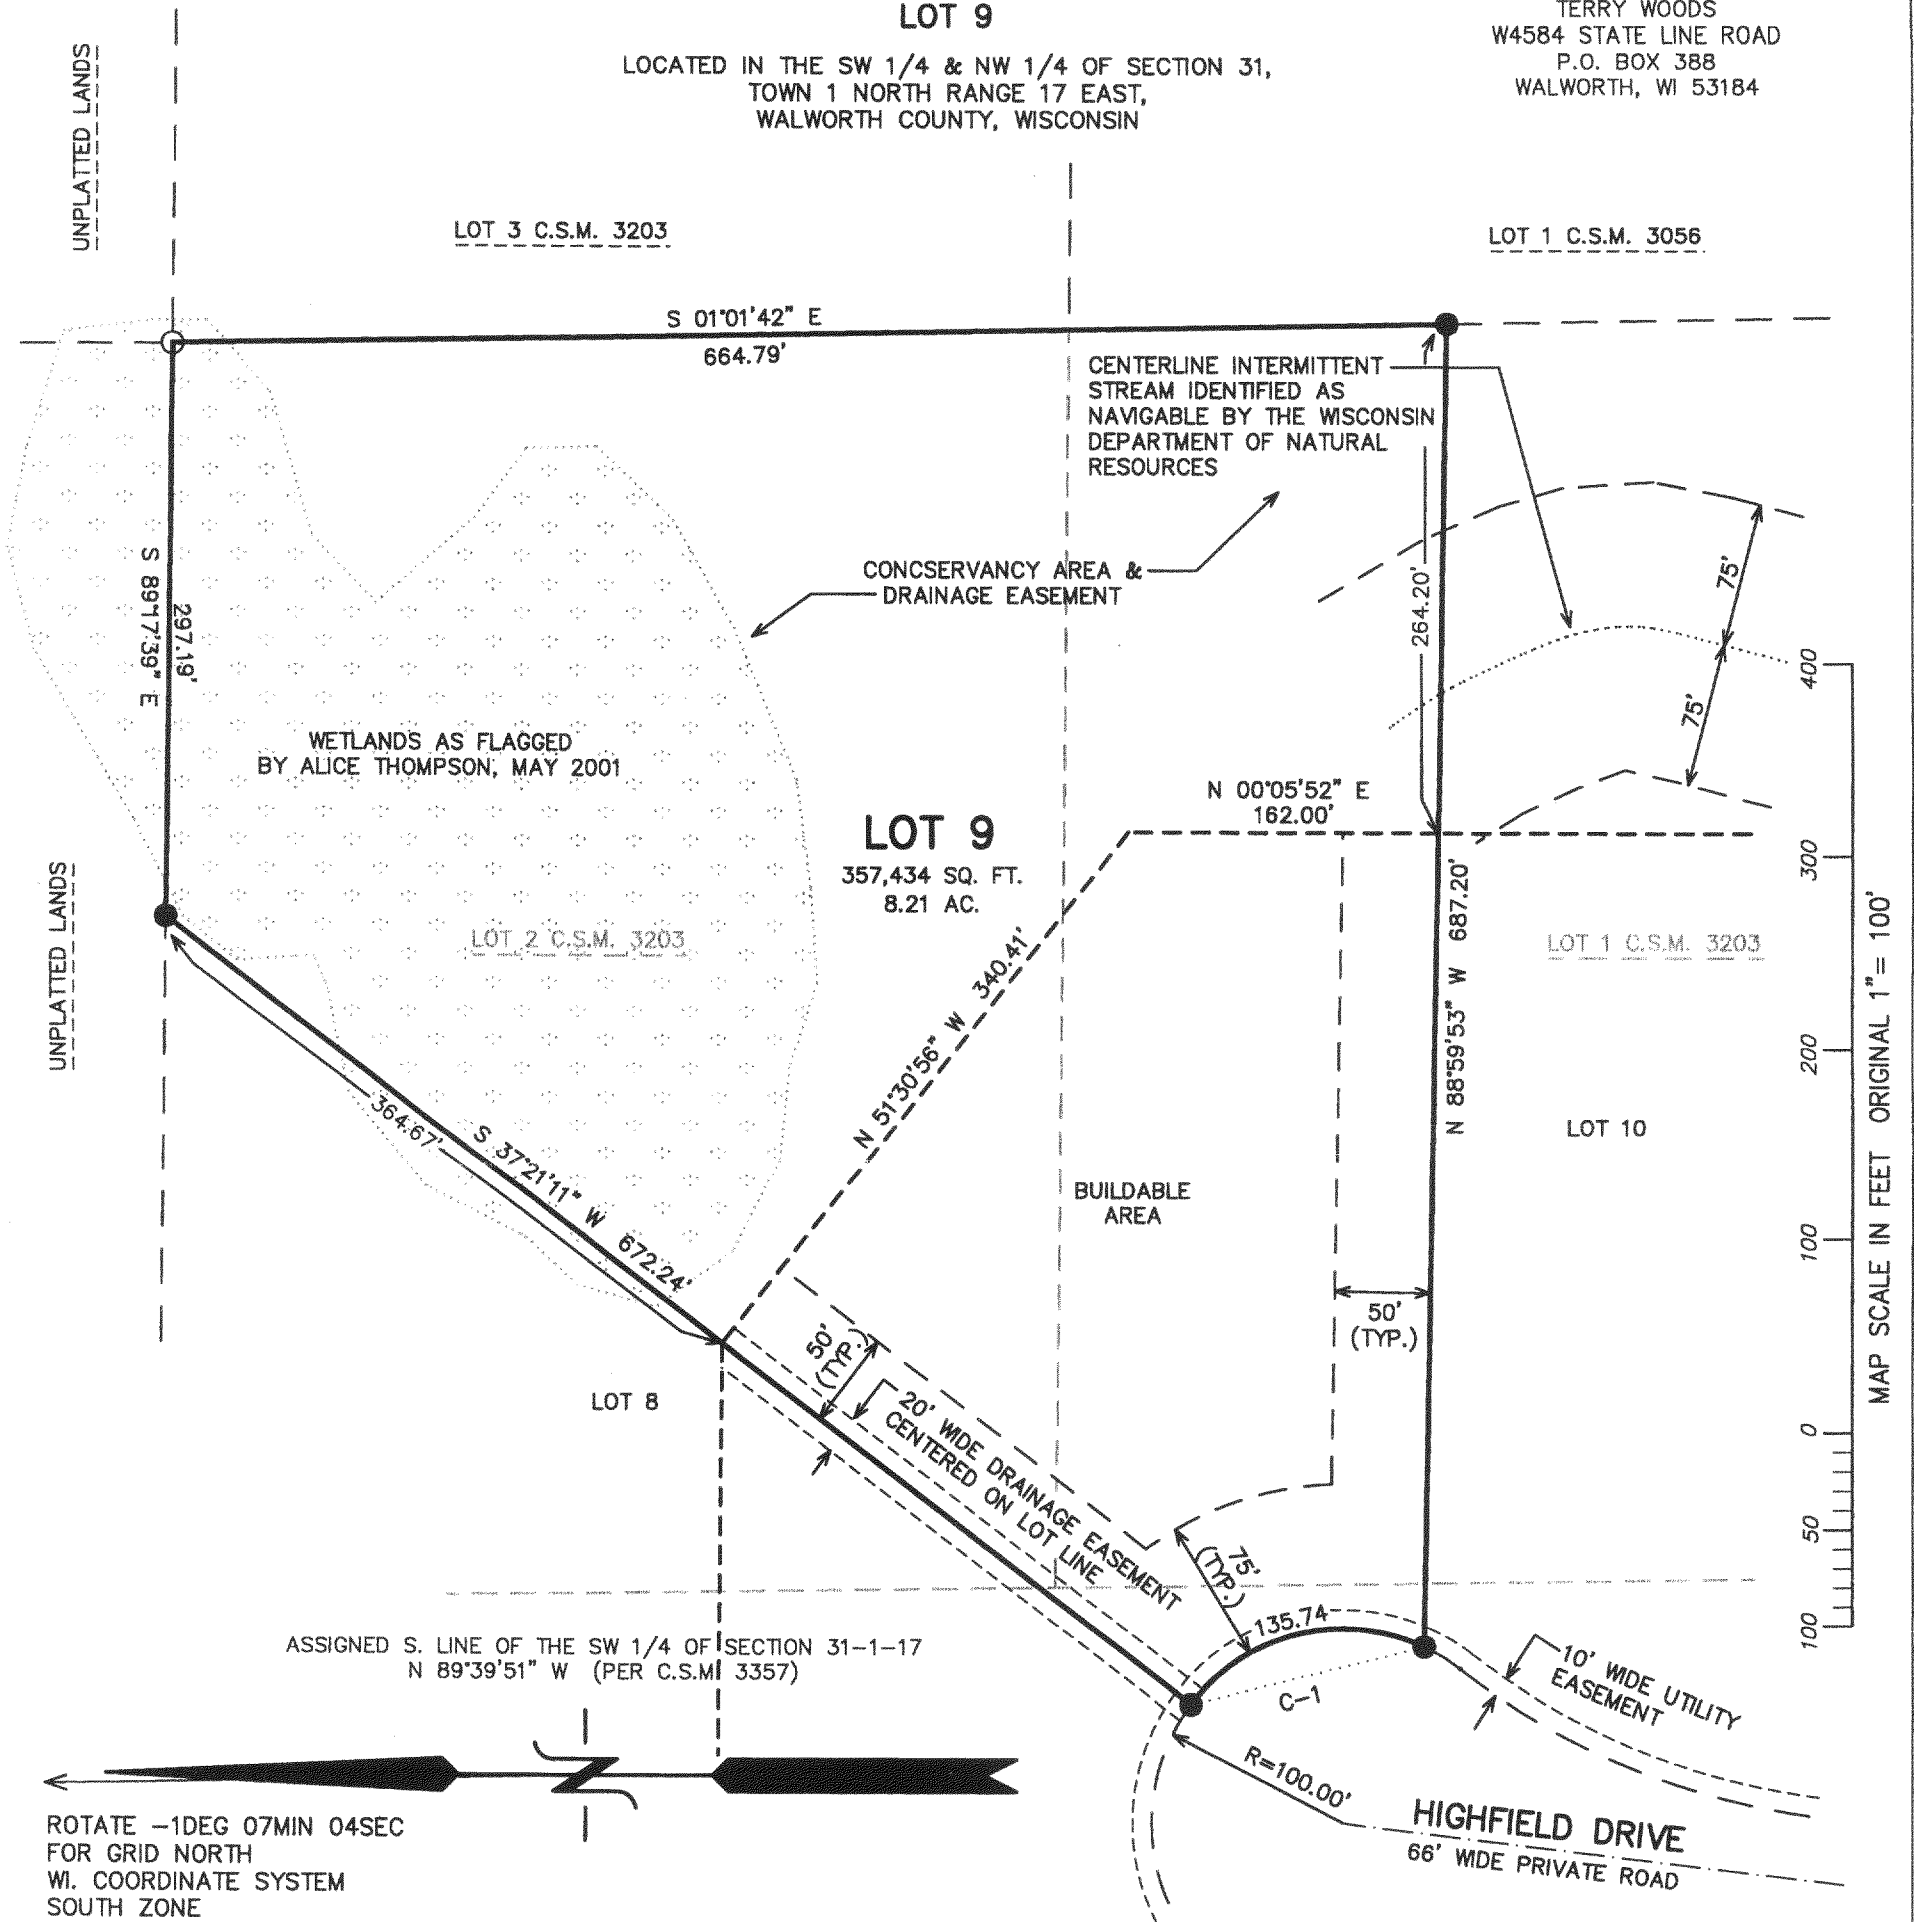 LOT 9
LOCATED IN THE SW 1/4 & NW 1/4 OF SECTION 31,
TOWN 1 NORTH RANGE 17 EAST,
WALWORTH COUNTY, WISCONSIN
TERRY WOODS
W4584 STATE LINE ROAD
P.O. BOX 388
WALWORTH, WI 53184
UNPLATTED LANDS
LOT 3 C.S.M. 3203
LOT 1 C.S.M. 3056
S 01°01'42" E
664.79'
CENTERLINE INTERMITTENT
STREAM IDENTIFIED AS
NAVIGABLE BY THE WISCONSIN
DEPARTMENT OF NATURAL
RESOURCES
CONCSERVANCY AREA &
DRAINAGE EASEMENT
264.20'
75'
75'
S 89°17'39" E
297.19'
WETLANDS AS FLAGGED
BY ALICE THOMPSON, MAY 2001
N 00°05'52" E
162.00'
LOT 9
357,434 SQ. FT.
8.21 AC.
LOT 2 C.S.M. 3203
UNPLATTED LANDS
N 51°30'56" W 340.41'
N 88°59'53" W 687.20'
LOT 1 C.S.M. 3203
LOT 10
364.67'
S 37°21'11" W 672.24'
BUILDABLE
AREA
50'
(TYP.)
50'
(TYP.)
LOT 8
20' WIDE DRAINAGE EASEMENT
CENTERED ON LOT LINE
75'
(TYP.)
400
300
200
100
0
50
100
MAP SCALE IN FEET ORIGINAL 1"= 100'
ASSIGNED S. LINE OF THE SW 1/4 OF SECTION 31-1-17
N 89°39'51" W (PER C.S.M. 3357)
135.74
C-1
10' WIDE UTILITY
EASEMENT
R=100.00'
HIGHFIELD DRIVE
66' WIDE PRIVATE ROAD
ROTATE -1DEG 07MIN 04SEC
FOR GRID NORTH
WI. COORDINATE SYSTEM
SOUTH ZONE